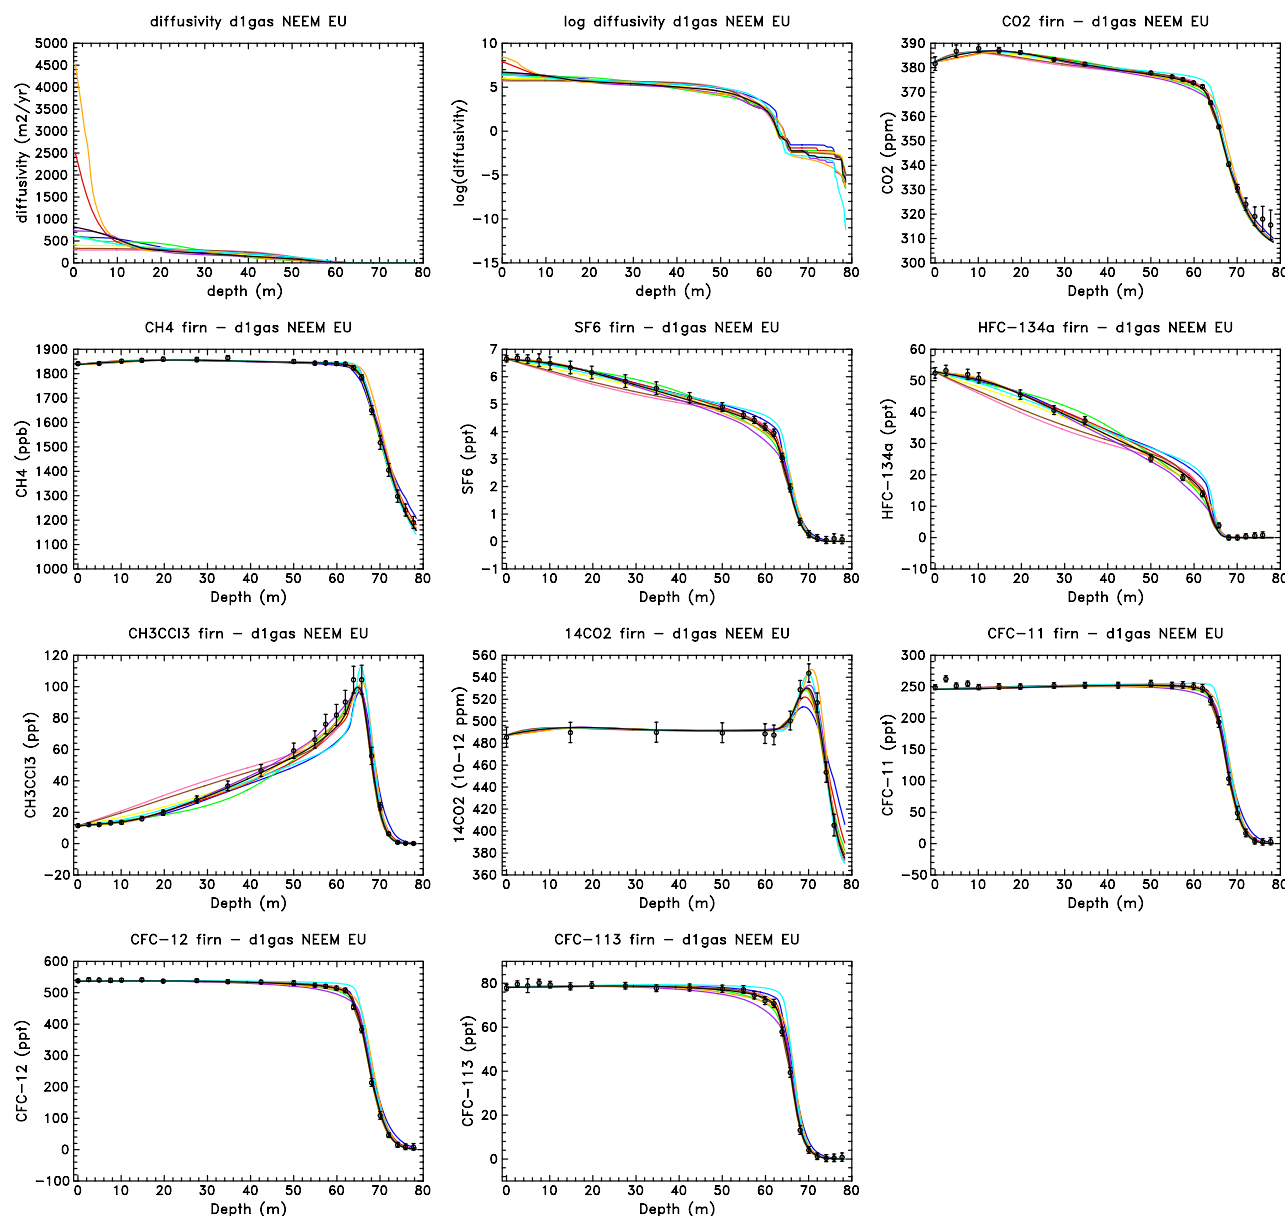 diffusivity d1gas NEEM EU
log diffusivity d1gas NEEM EU
CO2 firn − d1gas NEEM EU
diffusivity (m2/yr)
5000
4500
4000
3500
3000
2500
2000
1500
1000
500
0
0 10 20 30 40 50 60 70 80
depth (m)
log(diffusivity)
10
5
0
−5
−10
−15
0 10 20 30 40 50 60 70 80
depth (m)
CO2 (ppm)
390
380
370
360
350
340
330
320
310
300
0 10 20 30 40 50 60 70 80
Depth (m)
CH4 firn − d1gas NEEM EU
SF6 firn − d1gas NEEM EU
HFC−134a firn − d1gas NEEM EU
CH4 (ppb)
1900
1800
1700
1600
1500
1400
1300
1200
1100
1000
0 10 20 30 40 50 60 70 80
Depth (m)
SF6 (ppt)
7
6
5
4
3
2
1
0
−1
0 10 20 30 40 50 60 70 80
Depth (m)
HFC−134a (ppt)
60
50
40
30
20
10
0
−10
0 10 20 30 40 50 60 70 80
Depth (m)
CH3CCl3 firn − d1gas NEEM EU
14CO2 firn − d1gas NEEM EU
CFC−11 firn − d1gas NEEM EU
CH3CCl3 (ppt)
120
100
80
60
40
20
0
−20
0 10 20 30 40 50 60 70 80
Depth (m)
14CO2 (10−12 ppm)
560
540
520
500
480
460
440
420
400
380
360
0 10 20 30 40 50 60 70 80
Depth (m)
CFC−11 (ppt)
300
250
200
150
100
50
0
−50
0 10 20 30 40 50 60 70 80
Depth (m)
CFC−12 firn − d1gas NEEM EU
CFC−113 firn − d1gas NEEM EU
CFC−12 (ppt)
600
500
400
300
200
100
0
−100
0 10 20 30 40 50 60 70 80
Depth (m)
CFC−113 (ppt)
80
60
40
20
0
0 10 20 30 40 50 60 70 80
Depth (m)